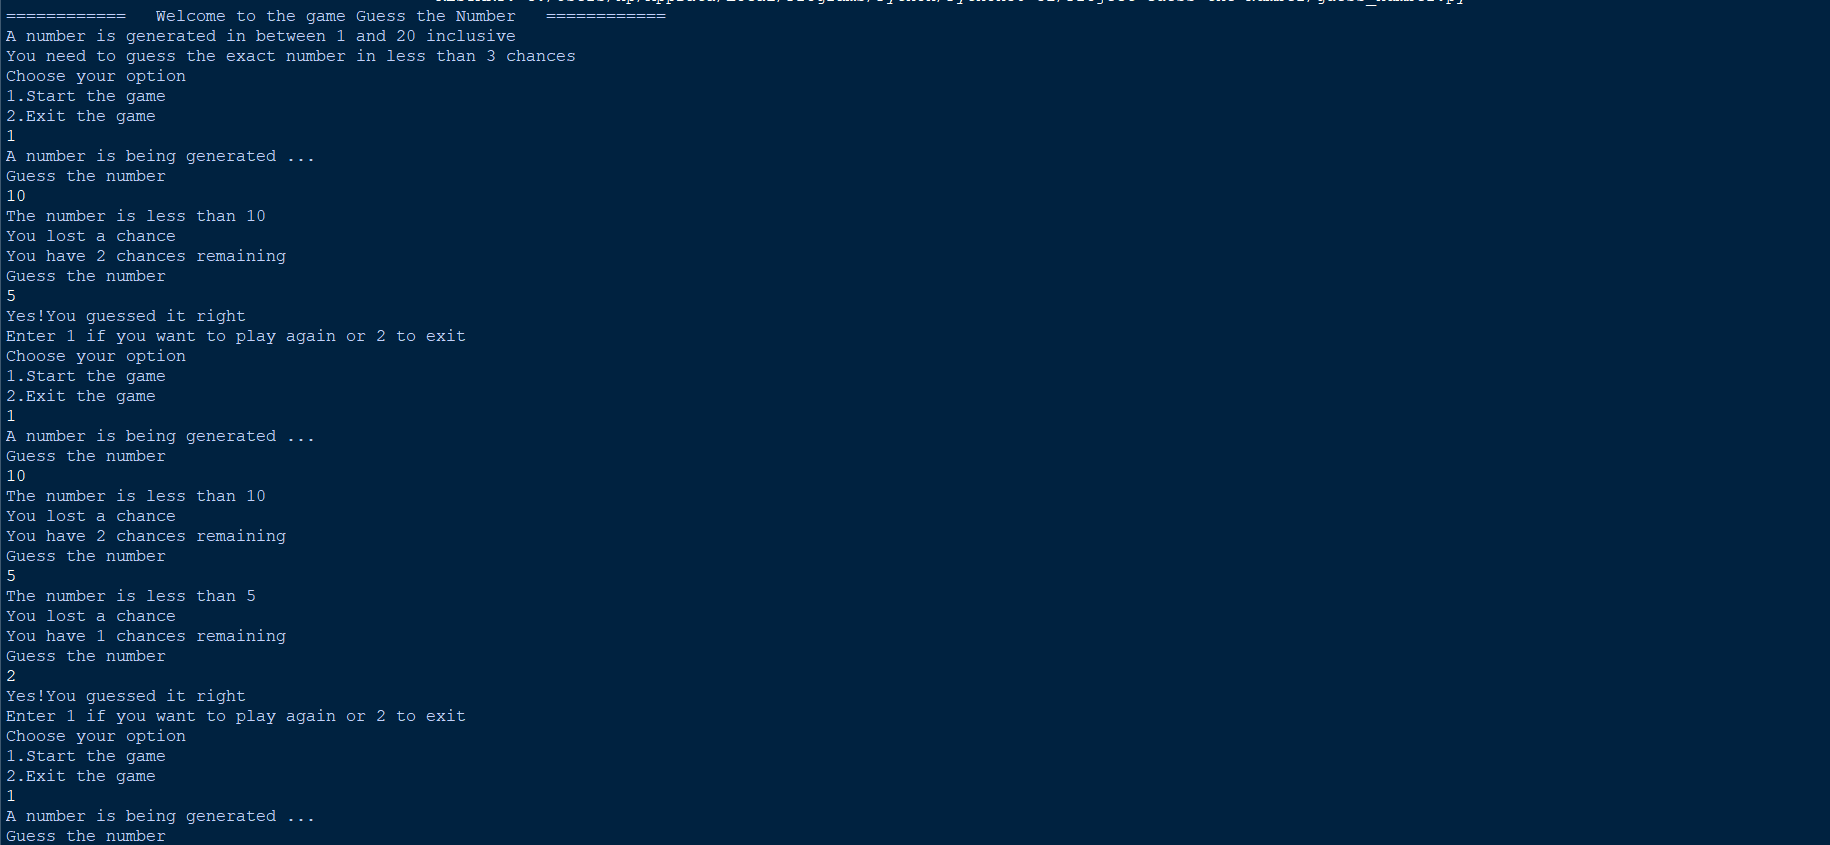 ============   Welcome to the game Guess the Number   ============
A number is generated in between 1 and 20 inclusive
You need to guess the exact number in less than 3 chances
Choose your option
1.Start the game
2.Exit the game
1
A number is being generated ...
Guess the number
10
The number is less than 10
You lost a chance
You have 2 chances remaining
Guess the number
5
Yes!You guessed it right
Enter 1 if you want to play again or 2 to exit
Choose your option
1.Start the game
2.Exit the game
1
A number is being generated ...
Guess the number
10
The number is less than 10
You lost a chance
You have 2 chances remaining
Guess the number
5
The number is less than 5
You lost a chance
You have 1 chances remaining
Guess the number
2
Yes!You guessed it right
Enter 1 if you want to play again or 2 to exit
Choose your option
1.Start the game
2.Exit the game
1
A number is being generated ...
Guess the number